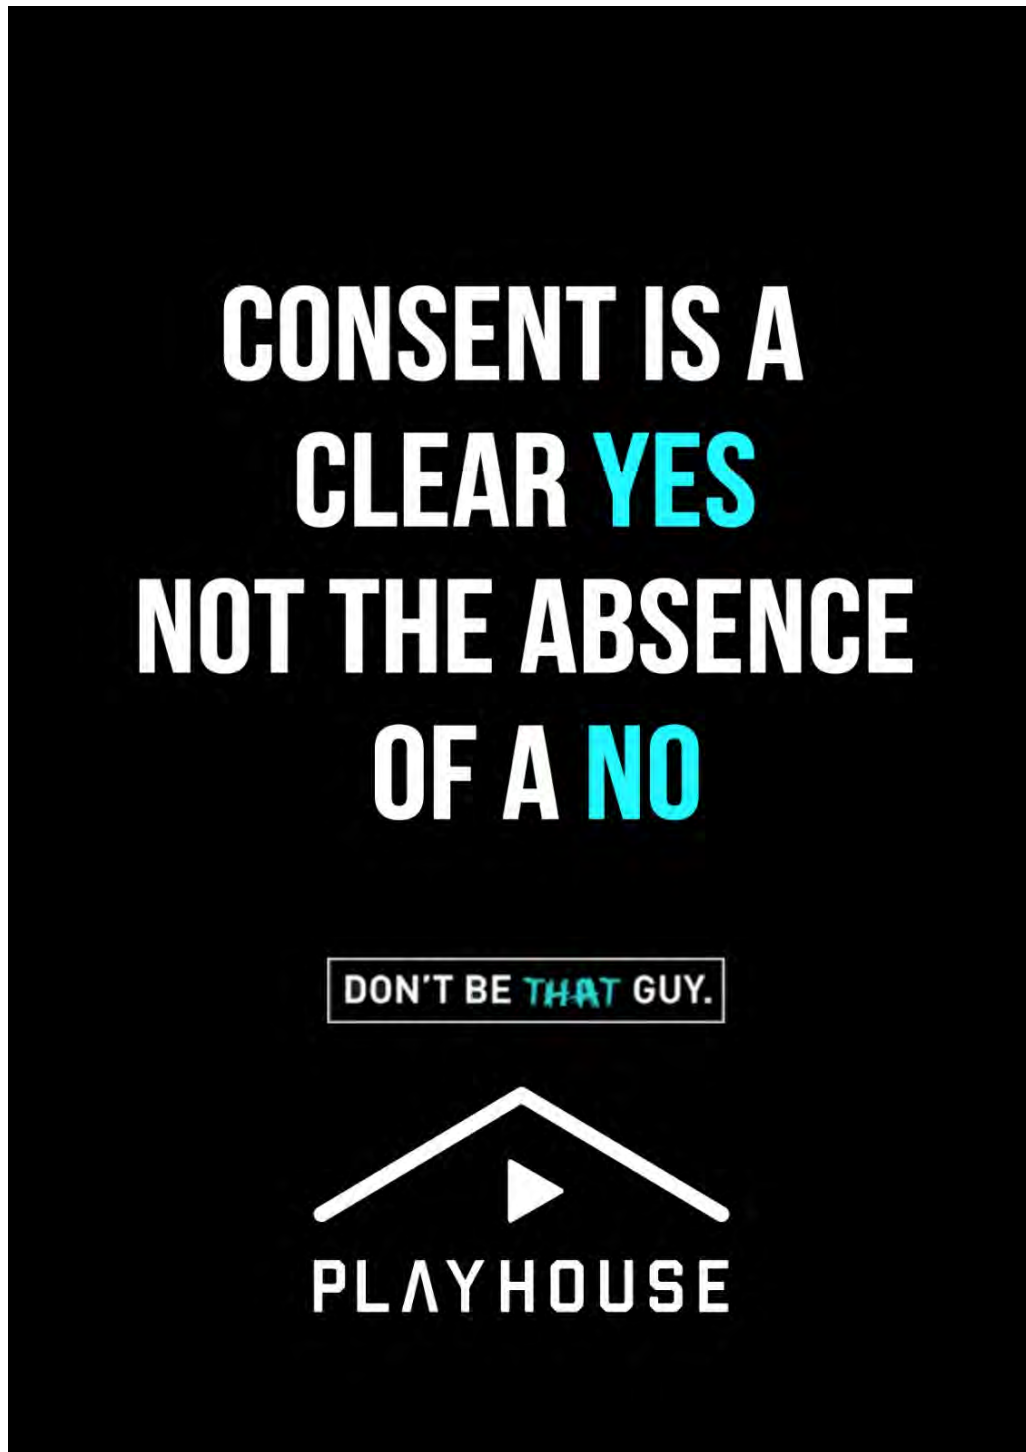 CONSENT IS A
CLEAR YES
NOT THE ABSENCE
OF A NO
DON'T BE THAT GUY.
PLAYHOUSE